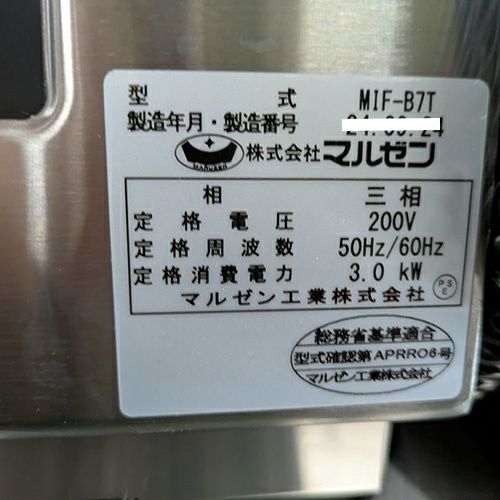 型式 MIF-B7T
製造年月・製造番号
MARUZEN 株式会社マルゼン
相 三相
定格電圧 200V
定格周波数 50Hz/60Hz
定格消費電力 3.0 kW
PSE
マルゼン工業株式会社
総務省基準適合
型式確認第APRRO6号
マルゼン工業株式会社